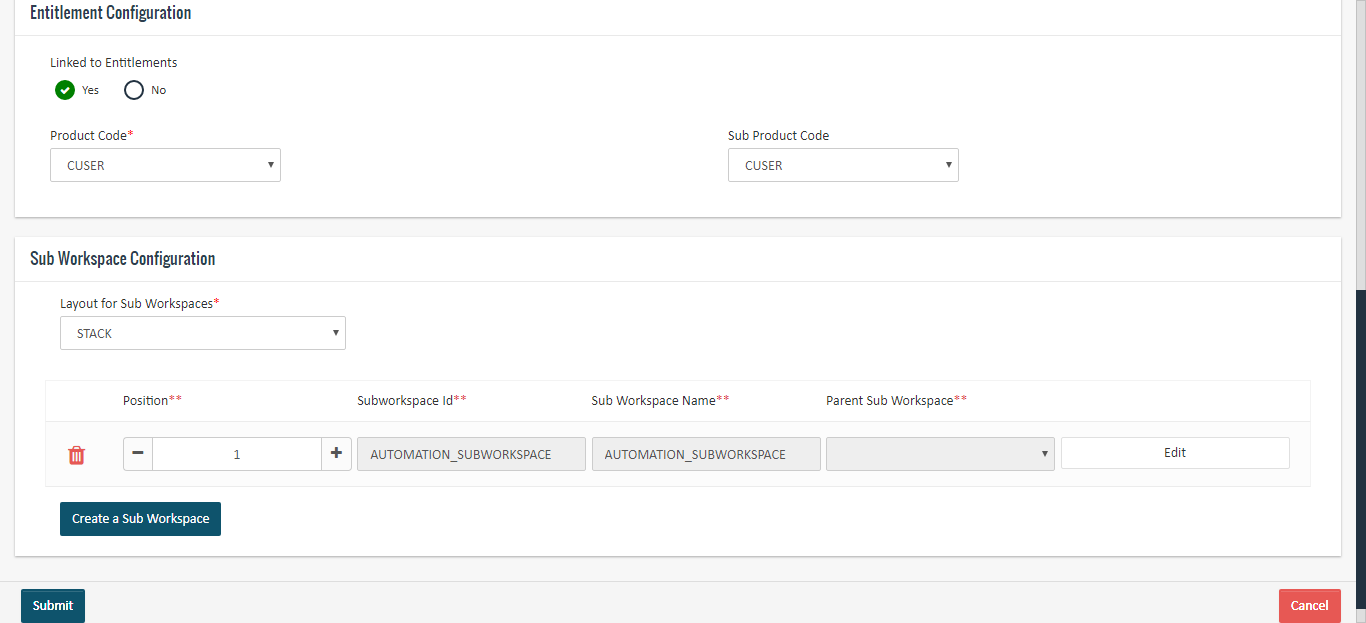 Entitlement Configuration
Linked to Entitlements
Yes No
Product Code* Sub Product Code
CUSER CUSER
Sub Workspace Configuration
Layout for Sub Workspaces*
STACK
Position** Subworkspace Id** Sub Workspace Name** Parent Sub Workspace**
1 AUTOMATION_SUBWORKSPACE AUTOMATION_SUBWORKSPACE Edit
Create a Sub Workspace
Submit Cancel